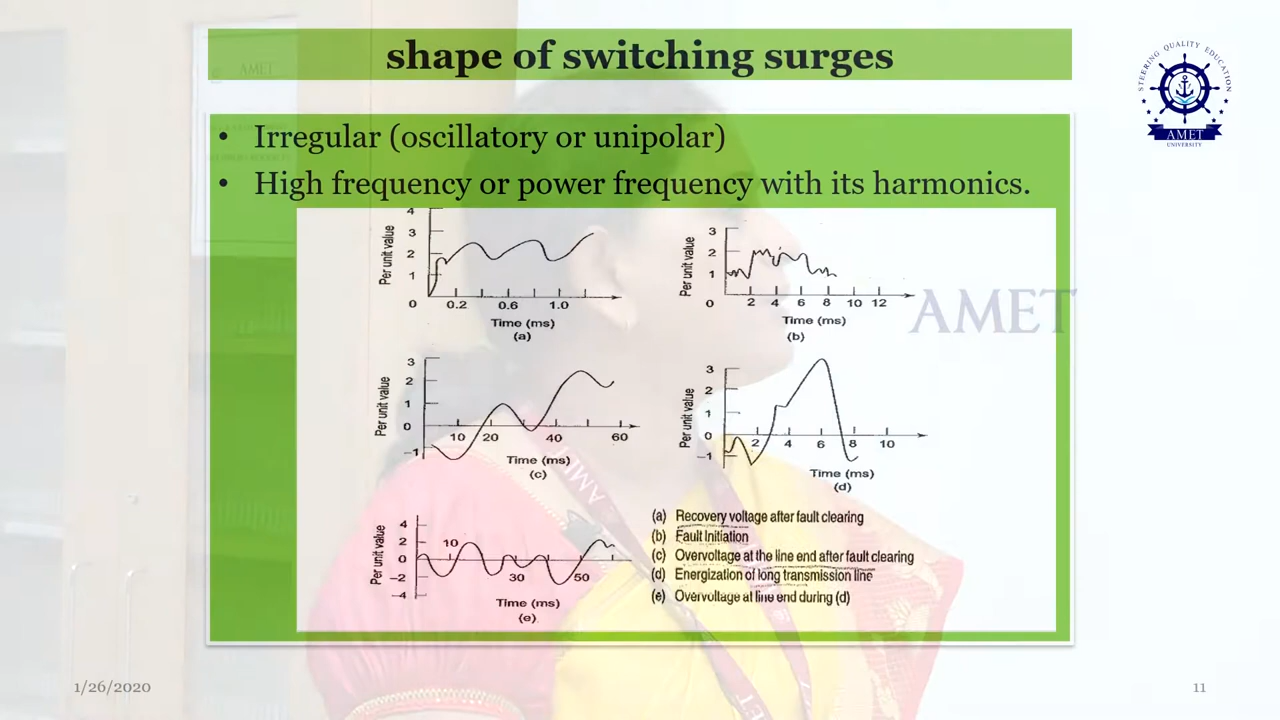 shape of switching surges
STEERING QUALITY EDUCATION
AMET
UNIVERSITY
• Irregular (oscillatory or unipolar)
• High frequency or power frequency with its harmonics.
Per unit value
4
3
2
1
0
0.2 0.6 1.0
Time (ms)
(a)
Per unit value
3
2
1
0
2 4 6 8 10 12
Time (ms)
(b)
AMET
Per unit value
3
2
1
0
−1
10 20 40 60
Time (ms)
(c)
Per unit value
3
2
1
0
−1
2 4 6 8 10
Time (ms)
(d)
Per unit value
4
2
0
−2
−4
10 30 50
Time (ms)
(e)
(a) Recovery voltage after fault clearing
(b) Fault Initiation
(c) Overvoltage at the line end after fault clearing
(d) Energization of long transmission line
(e) Overvoltage at line end during (d)
AMET
AMET
1/26/2020
11